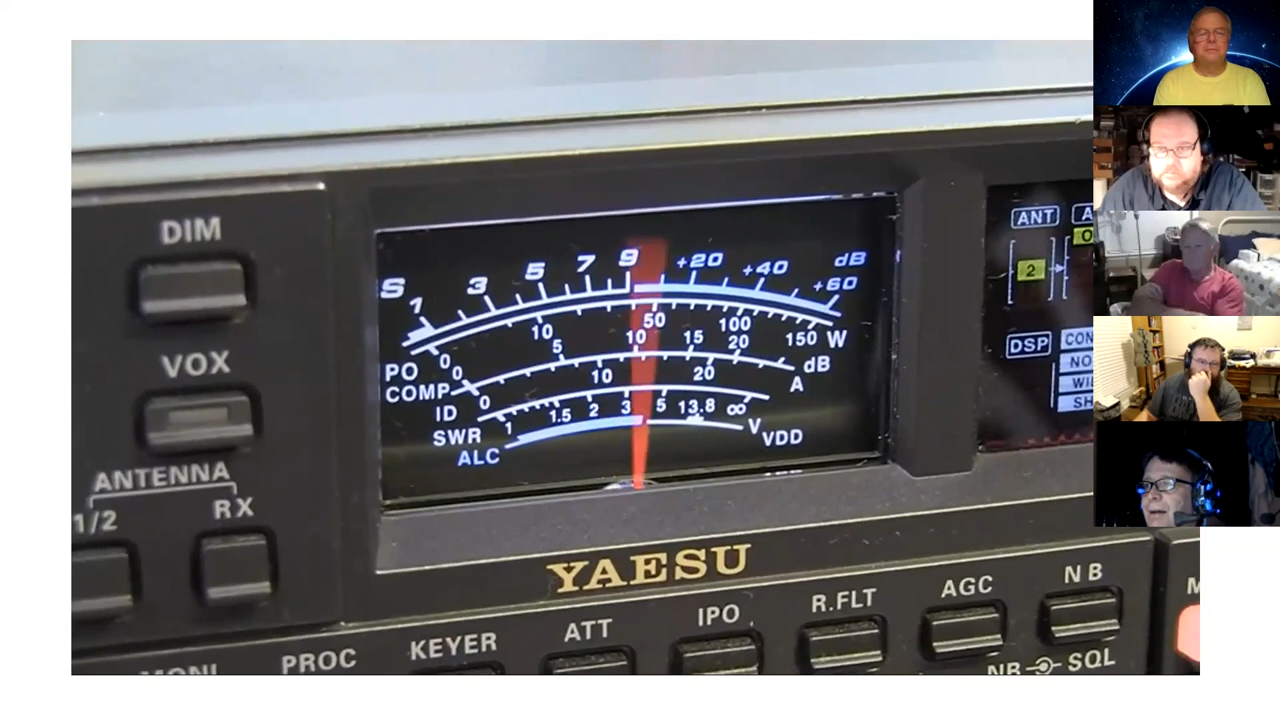 DIM
VOX
ANTENNA
1/2 RX
S 1 3 5 7 9 +20 +40 +60 dB
PO 0 10 50 100 150 W
COMP 0 5 10 15 20 dB
ID 0 10 20 A
SWR 1 1.5 2 3 5 13.8 ∞ V
ALC VDD
ANT
2
DSP
YAESU
MONI PROC KEYER ATT IPO R.FLT AGC NB
NB SQL